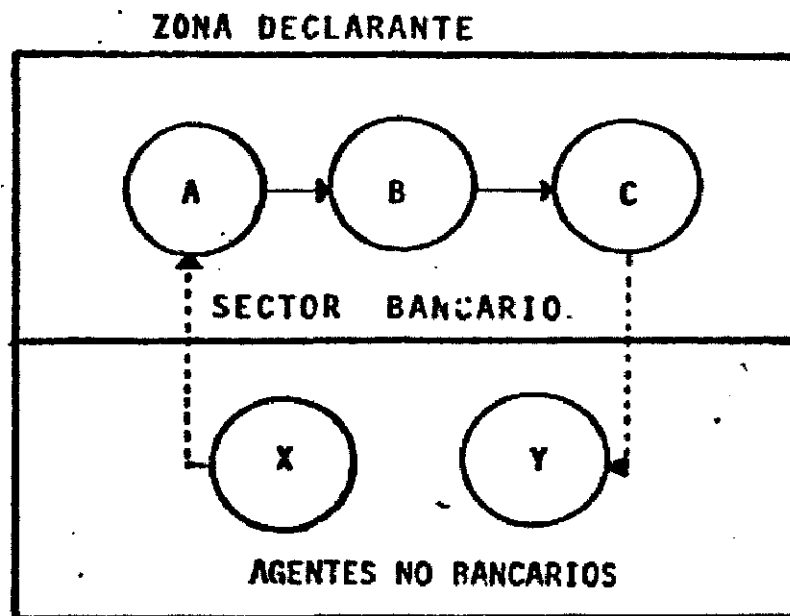 ZONA DECLARANTE
A B C
SECTOR BANCARIO.
X Y
AGENTES NO BANCARIOS